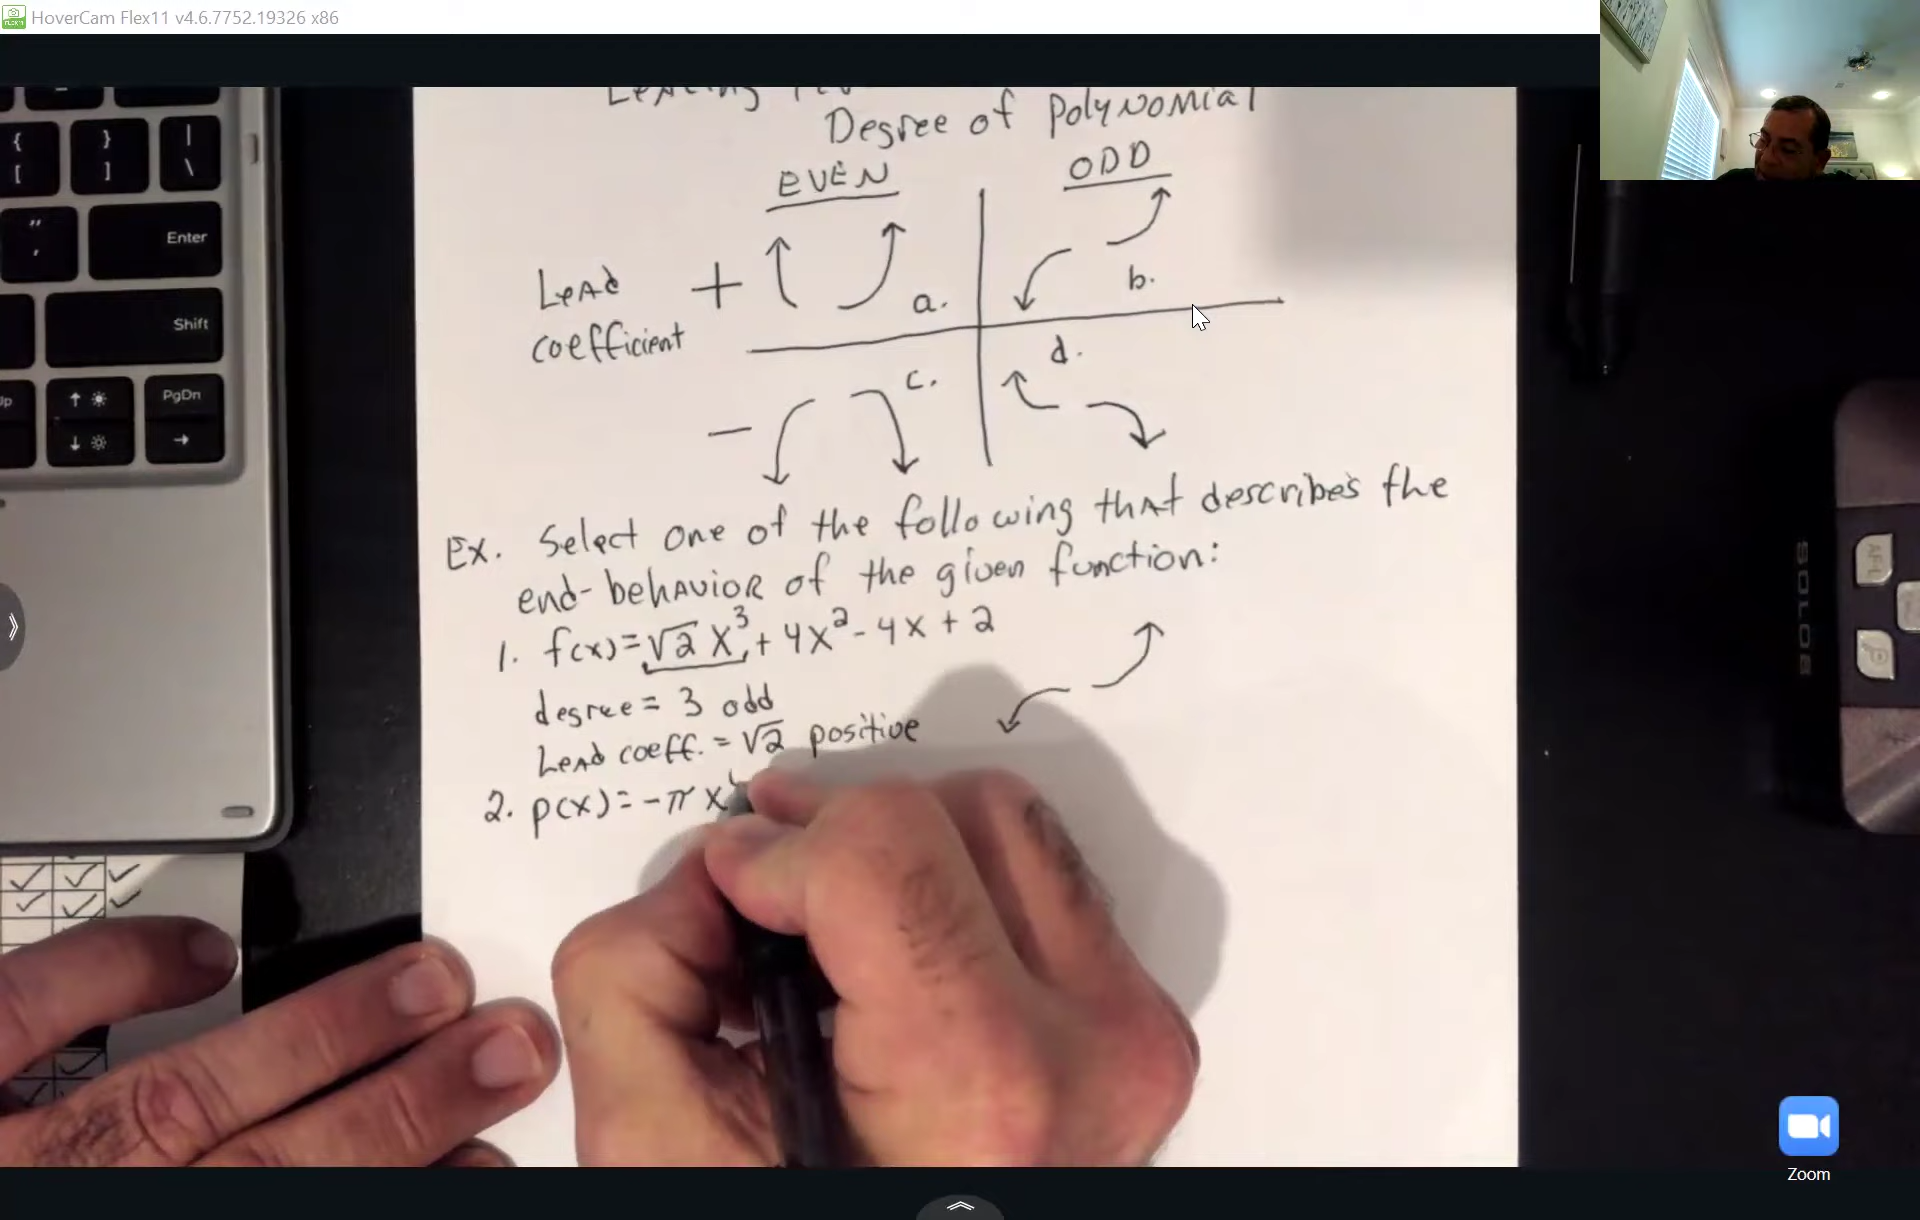 HoverCam Flex11 v4.6.7752.19326 x86
Degree of Polynomial
EVEN
ODD
Lead
coefficient
+
a.
b.
-
c.
d.
Ex. Select one of the following that describes the
end-behavior of the given function:
1. f(x)=√2 x³ + 4x² - 4x + 2
degree = 3 odd
Lead coeff. = √2 positive
2. p(x) = -π x
{
[
}
]
|
\
"
'
Enter
Shift
PgDn
SOLOB
Zoom